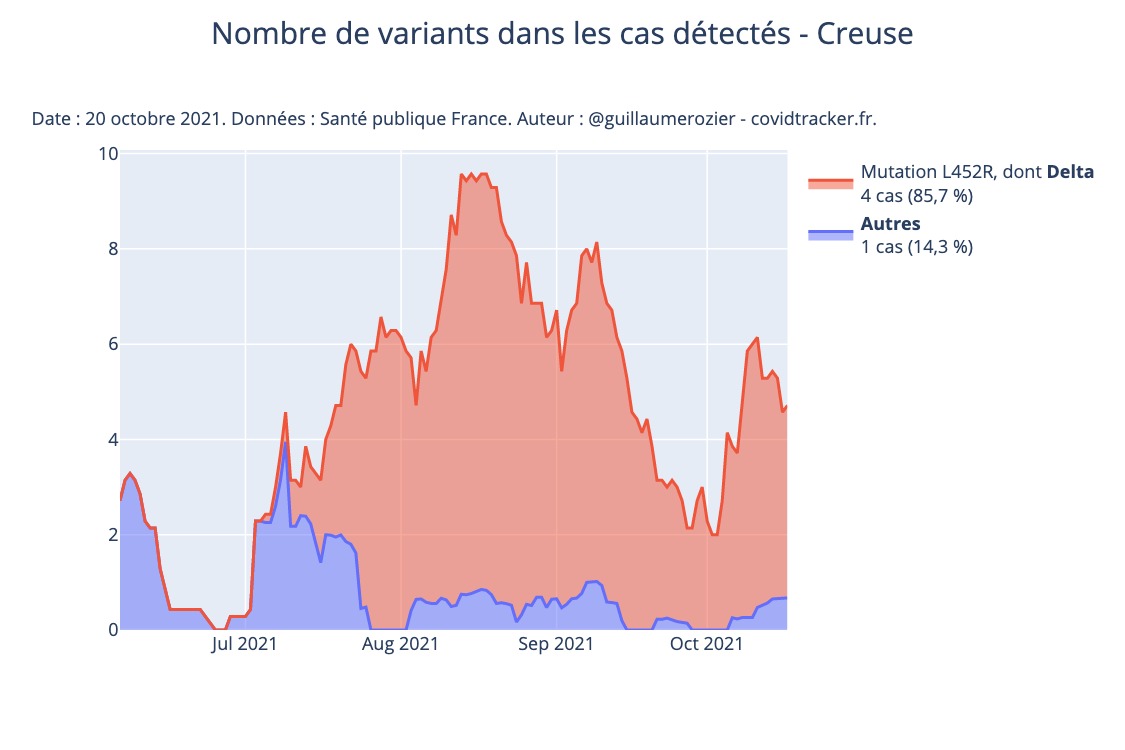 Nombre de variants dans les cas détectés - Creuse
Date : 20 octobre 2021. Données : Santé publique France. Auteur : @guillaumerozier - covidtracker.fr.
10
8
6
4
2
0
Jul 2021
Aug 2021
Sep 2021
Oct 2021
Mutation L452R, dont Delta
4 cas (85,7 %)
Autres
1 cas (14,3 %)